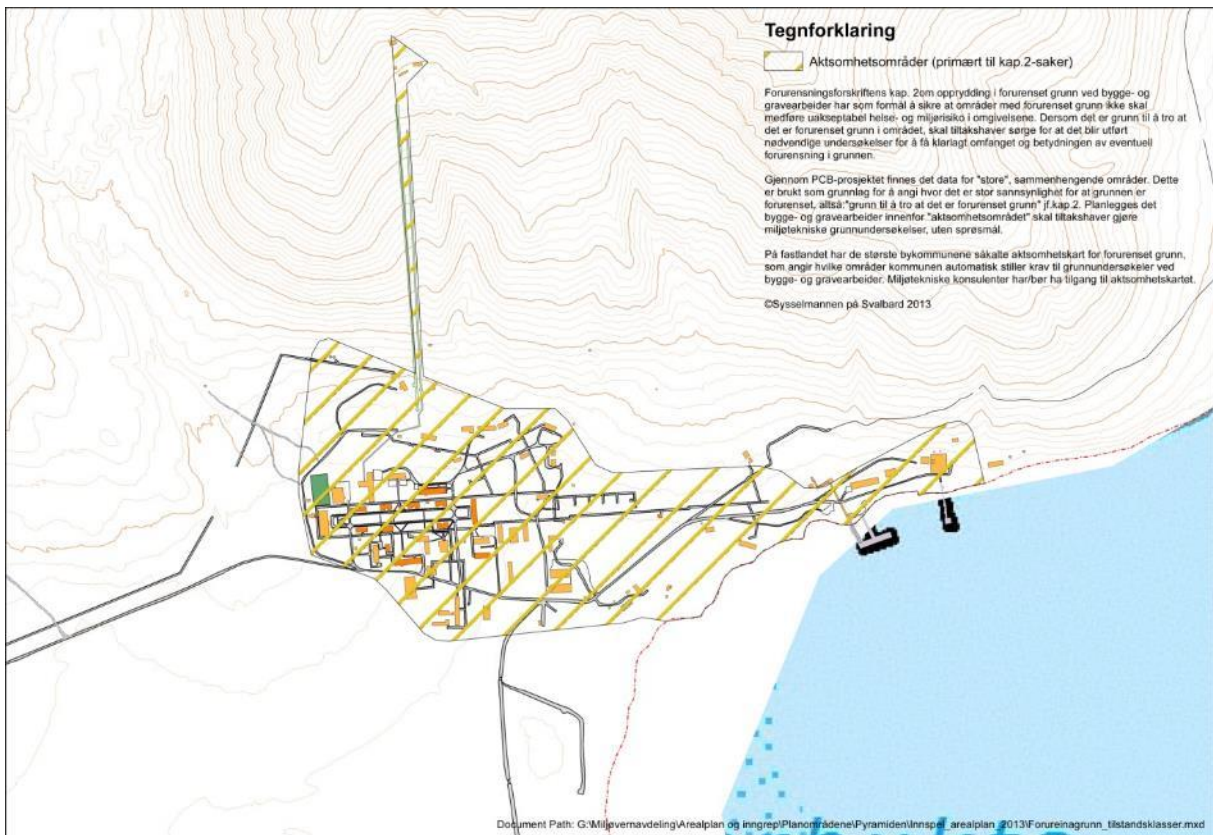 Tegnforklaring
Aktsomhetsområder (primært til kap.2-saker)
Forurensningsforskriftens kap. 2om opprydding i forurenset grunn ved bygge- og
gravearbeider har som formål å sikre at områder med forurenset grunn ikke skal
medføre uakseptabel helse- og miljørisiko i omgivelsene. Dersom det er grunn til å tro at
det er forurenset grunn i området, skal tiltakshaver sørge for at det blir utført
nødvendige undersøkelser for å få klarlagt omfanget og betydningen av eventuell
forurensning i grunnen.
Gjennom PCB-prosjektet finnes det data for "store", sammenhengende områder. Dette
er brukt som grunnlag for å angi hvor det er stor sannsynlighet for at grunnen er
forurenset, altså:"grunn til å tro at det er forurenset grunn" jf.kap.2. Planlegges det
bygge- og gravearbeider innenfor "aktsomhetsområdet" skal tiltakshaver gjøre
miljøtekniske grunnundersøkelser, uten spørsmål.
På fastlandet har de største bykommunene såkalte aktsomhetskart for forurenset grunn,
som angir hvilke områder kommunen automatisk stiller krav til grunnundersøkeler ved
bygge- og gravearbeider. Miljøtekniske konsulenter har/bør ha tilgang til aktsomhetskartet.
©Sysselmannen på Svalbard 2013
Document Path: G:\Miljøvernavdeling\Arealplan og inngrep\Planområdene\Pyramiden\Innspel_arealplan_2013\Forureinagrunn_tilstandsklasser.mxd